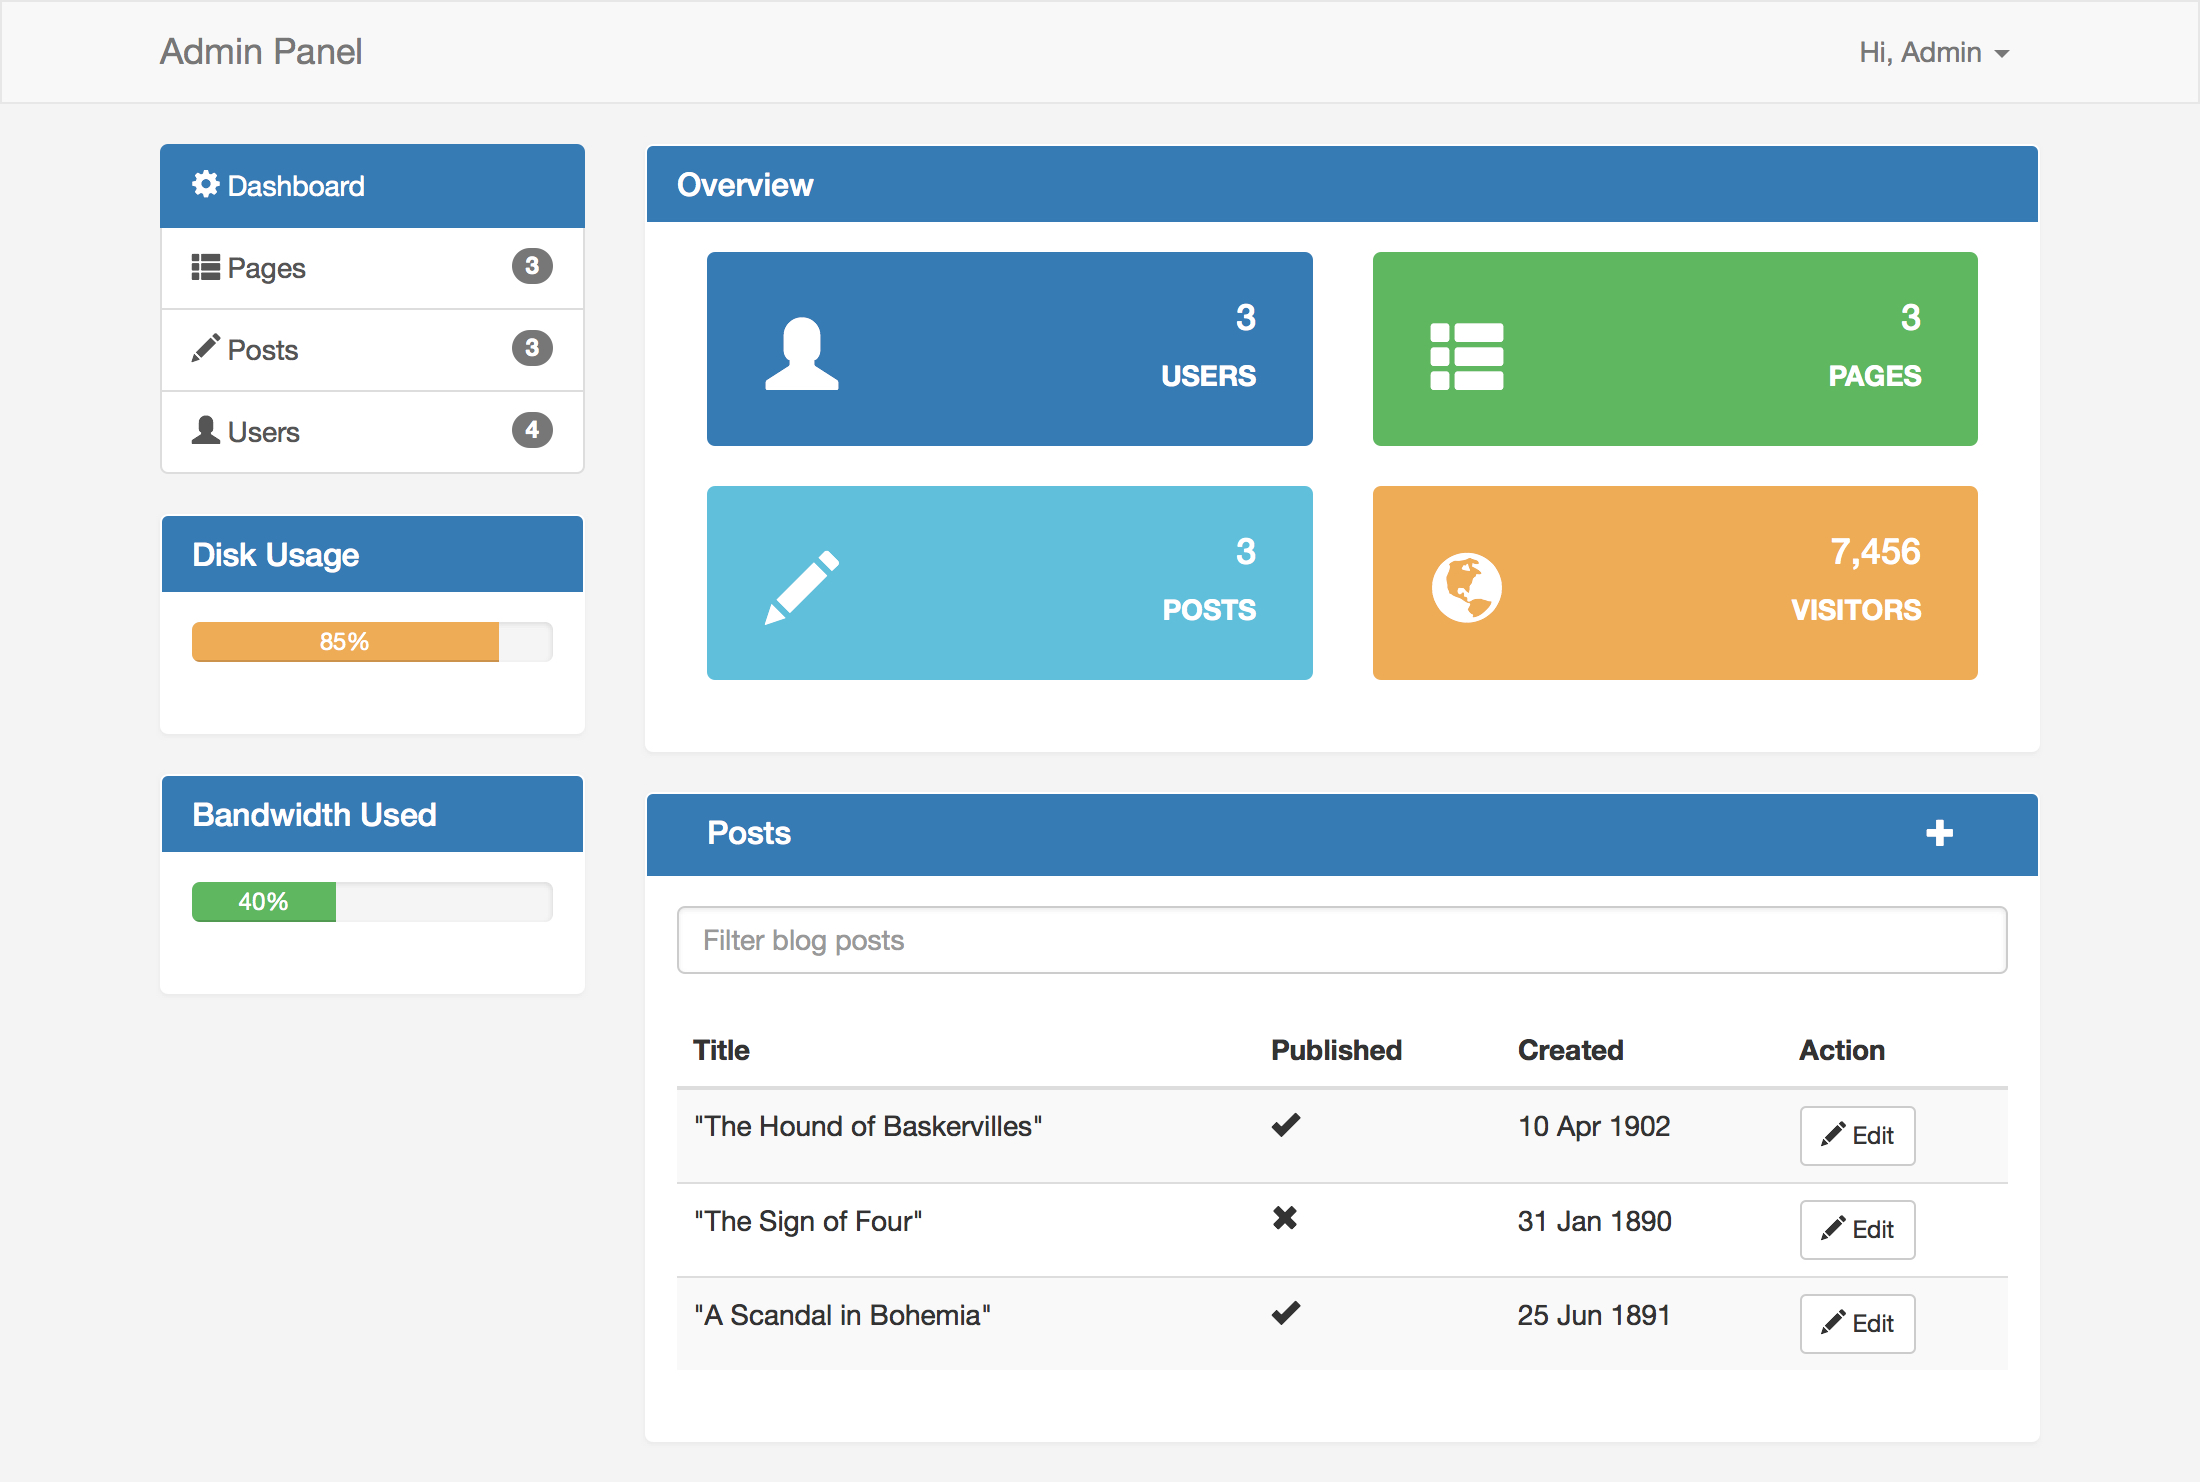 Admin Panel
Hi, Admin
Dashboard
Pages 3
Posts 3
Users 4
Disk Usage
85%
Bandwidth Used
40%
Overview
3
USERS
3
PAGES
3
POSTS
7,456
VISITORS
Posts
Filter blog posts
Title Published Created Action
"The Hound of Baskervilles" 10 Apr 1902 Edit
"The Sign of Four" 31 Jan 1890 Edit
"A Scandal in Bohemia" 25 Jun 1891 Edit